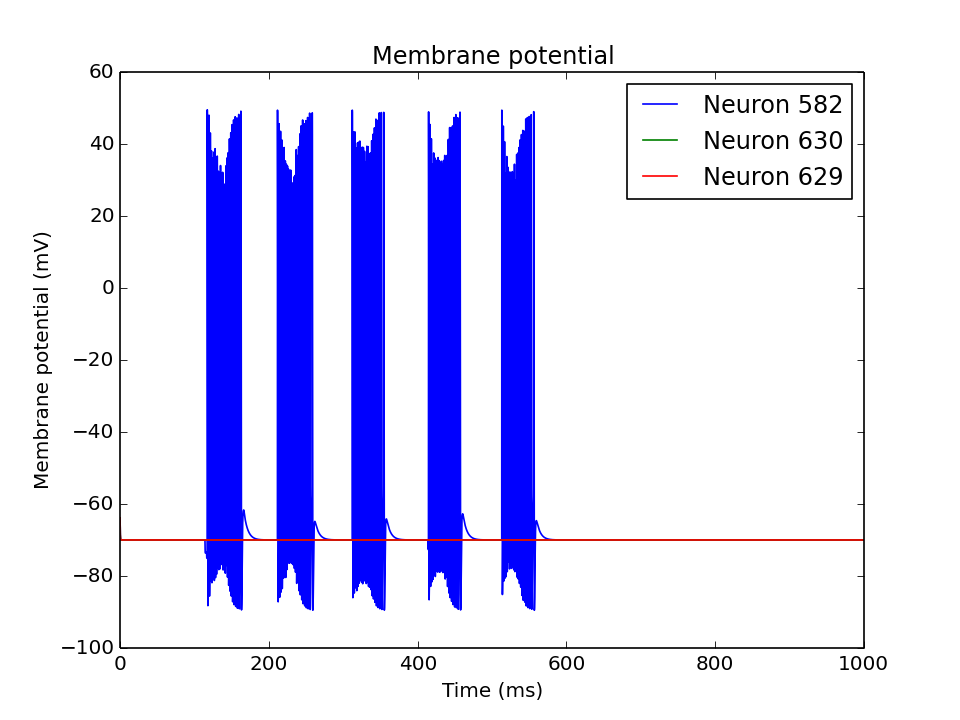 Membrane potential
Neuron 582
Neuron 630
Neuron 629
60
40
20
0
−20
−40
−60
−80
−100
Membrane potential (mV)
0 200 400 600 800 1000
Time (ms)